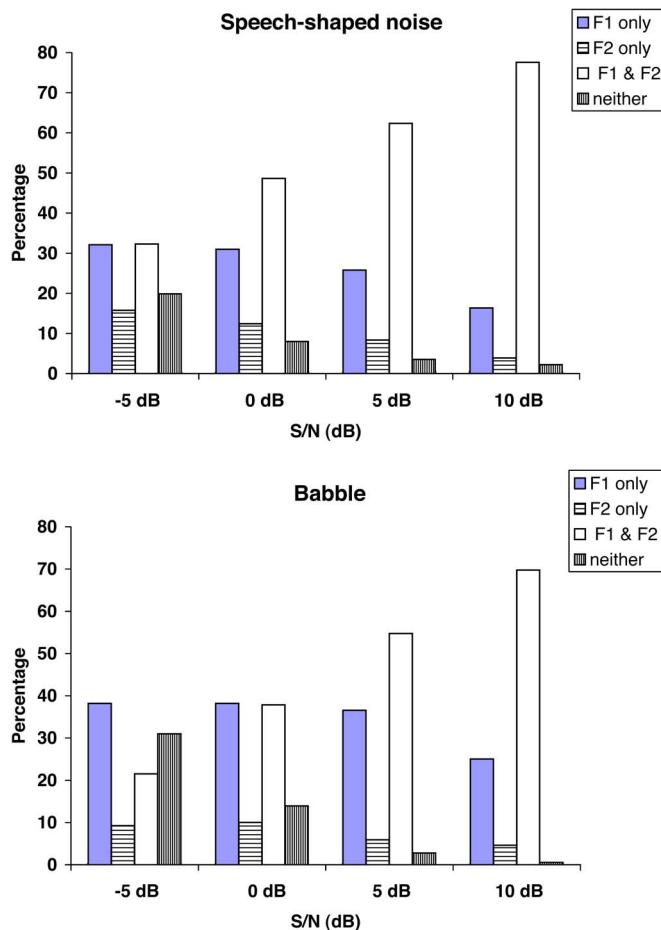 Speech-shaped noise
F1 only
F2 only
F1 & F2
neither
Percentage
80
70
60
50
40
30
20
10
0
-5 dB 0 dB 5 dB 10 dB
S/N (dB)
Babble
F1 only
F2 only
F1 & F2
neither
Percentage
80
70
60
50
40
30
20
10
0
-5 dB 0 dB 5 dB 10 dB
S/N (dB)